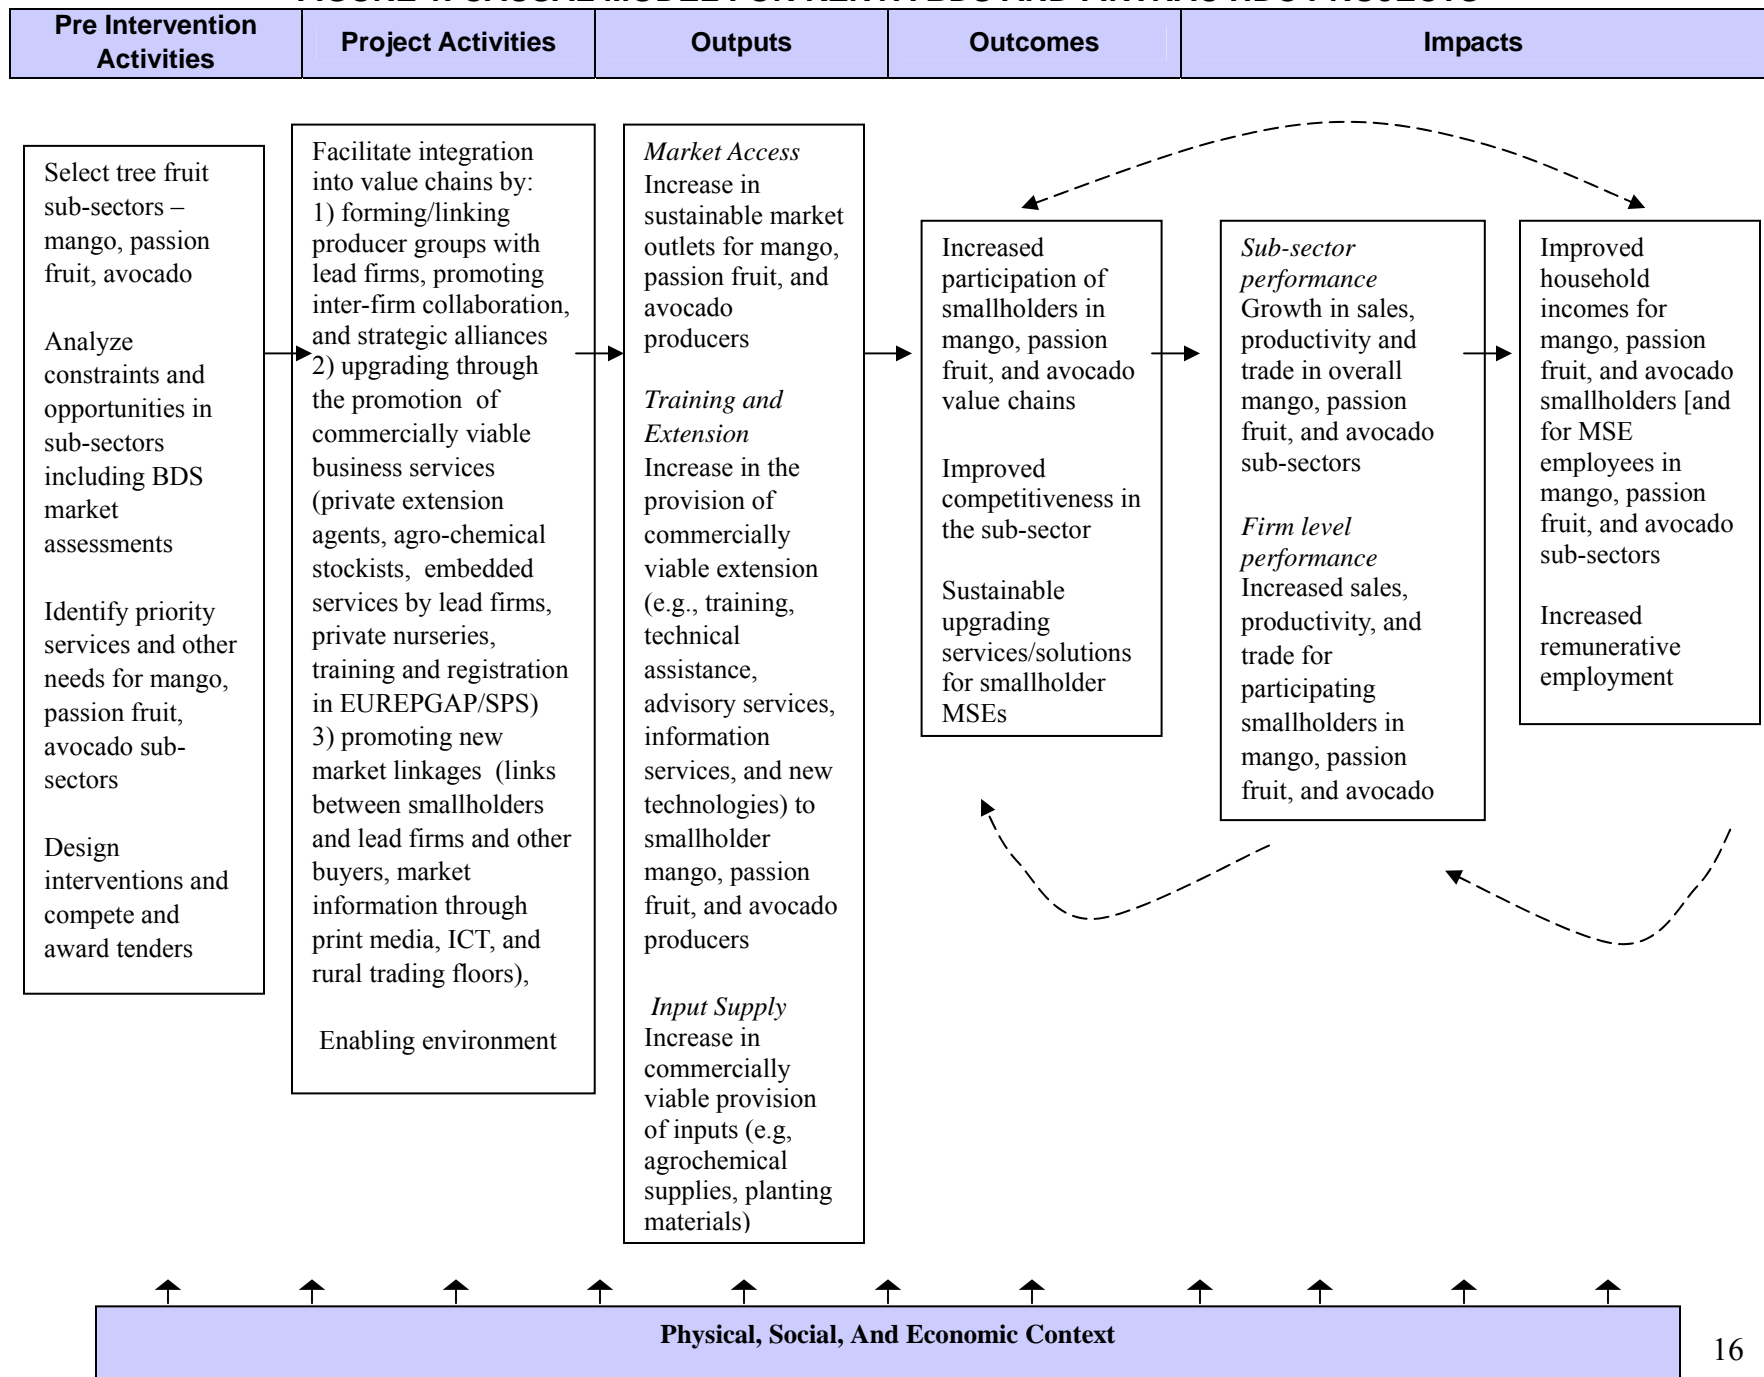 FIGURE 1: CAUSAL MODEL FOR KENYA BDS AND FINTRAC HDC PROJECTS
Pre Intervention
Activities
Project Activities
Outputs
Outcomes
Impacts
Select tree fruit
sub-sectors –
mango, passion
fruit, avocado
Analyze
constraints and
opportunities in
sub-sectors
including BDS
market
assessments
Identify priority
services and other
needs for mango,
passion fruit,
avocado sub-
sectors
Design
interventions and
compete and
award tenders
Facilitate integration
into value chains by:
1) forming/linking
producer groups with
lead firms, promoting
inter-firm collaboration,
and strategic alliances
2) upgrading through
the promotion of
commercially viable
business services
(private extension
agents, agro-chemical
stockists, embedded
services by lead firms,
private nurseries,
training and registration
in EUREPGAP/SPS)
3) promoting new
market linkages (links
between smallholders
and lead firms and other
buyers, market
information through
print media, ICT, and
rural trading floors),
Enabling environment
Market Access
Increase in
sustainable market
outlets for mango,
passion fruit, and
avocado
producers
Training and
Extension
Increase in the
provision of
commercially
viable extension
(e.g., training,
technical
assistance,
advisory services,
information
services, and new
technologies) to
smallholder
mango, passion
fruit, and avocado
producers
Input Supply
Increase in
commercially
viable provision
of inputs (e.g,
agrochemical
supplies, planting
materials)
Increased
participation of
smallholders in
mango, passion
fruit, and avocado
value chains
Improved
competitiveness in
the sub-sector
Sustainable
upgrading
services/solutions
for smallholder
MSEs
Sub-sector
performance
Growth in sales,
productivity and
trade in overall
mango, passion
fruit, and avocado
sub-sectors
Firm level
performance
Increased sales,
productivity, and
trade for
participating
smallholders in
mango, passion
fruit, and avocado
Improved
household
incomes for
mango, passion
fruit, and avocado
smallholders [and
for MSE
employees in
mango, passion
fruit, and avocado
sub-sectors
Increased
remunerative
employment
Physical, Social, And Economic Context
16